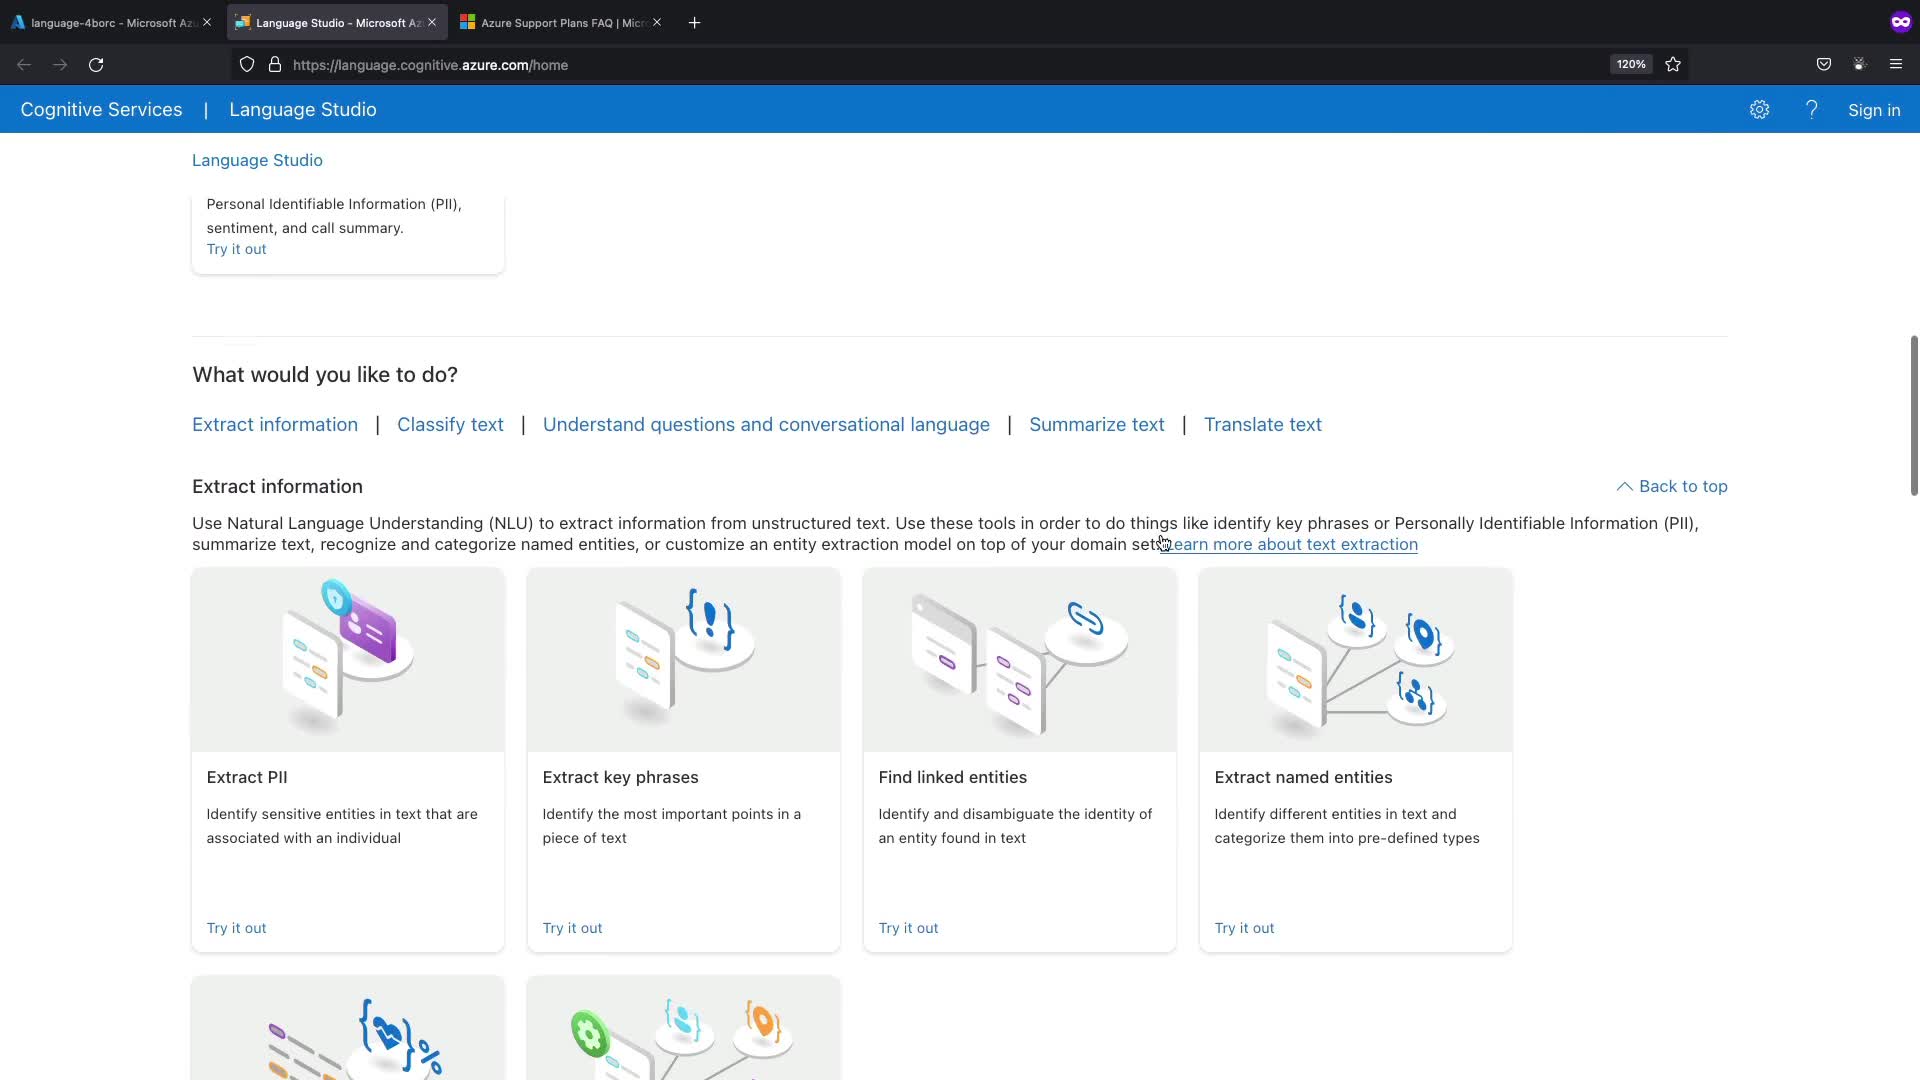 language-4borc - Microsoft Azu
Language Studio - Microsoft Az
Azure Support Plans FAQ | Micr
https://language.cognitive.azure.com/home
120%
Cognitive Services | Language Studio
? Sign in
Language Studio
Personal Identifiable Information (PII),
sentiment, and call summary.
Try it out
What would you like to do?
Extract information | Classify text | Understand questions and conversational language | Summarize text | Translate text
Extract information
Back to top
Use Natural Language Understanding (NLU) to extract information from unstructured text. Use these tools in order to do things like identify key phrases or Personally Identifiable Information (PII),
summarize text, recognize and categorize named entities, or customize an entity extraction model on top of your domain sets Learn more about text extraction
Extract PII
Identify sensitive entities in text that are
associated with an individual
Try it out
Extract key phrases
Identify the most important points in a
piece of text
Try it out
Find linked entities
Identify and disambiguate the identity of
an entity found in text
Try it out
Extract named entities
Identify different entities in text and
categorize them into pre-defined types
Try it out